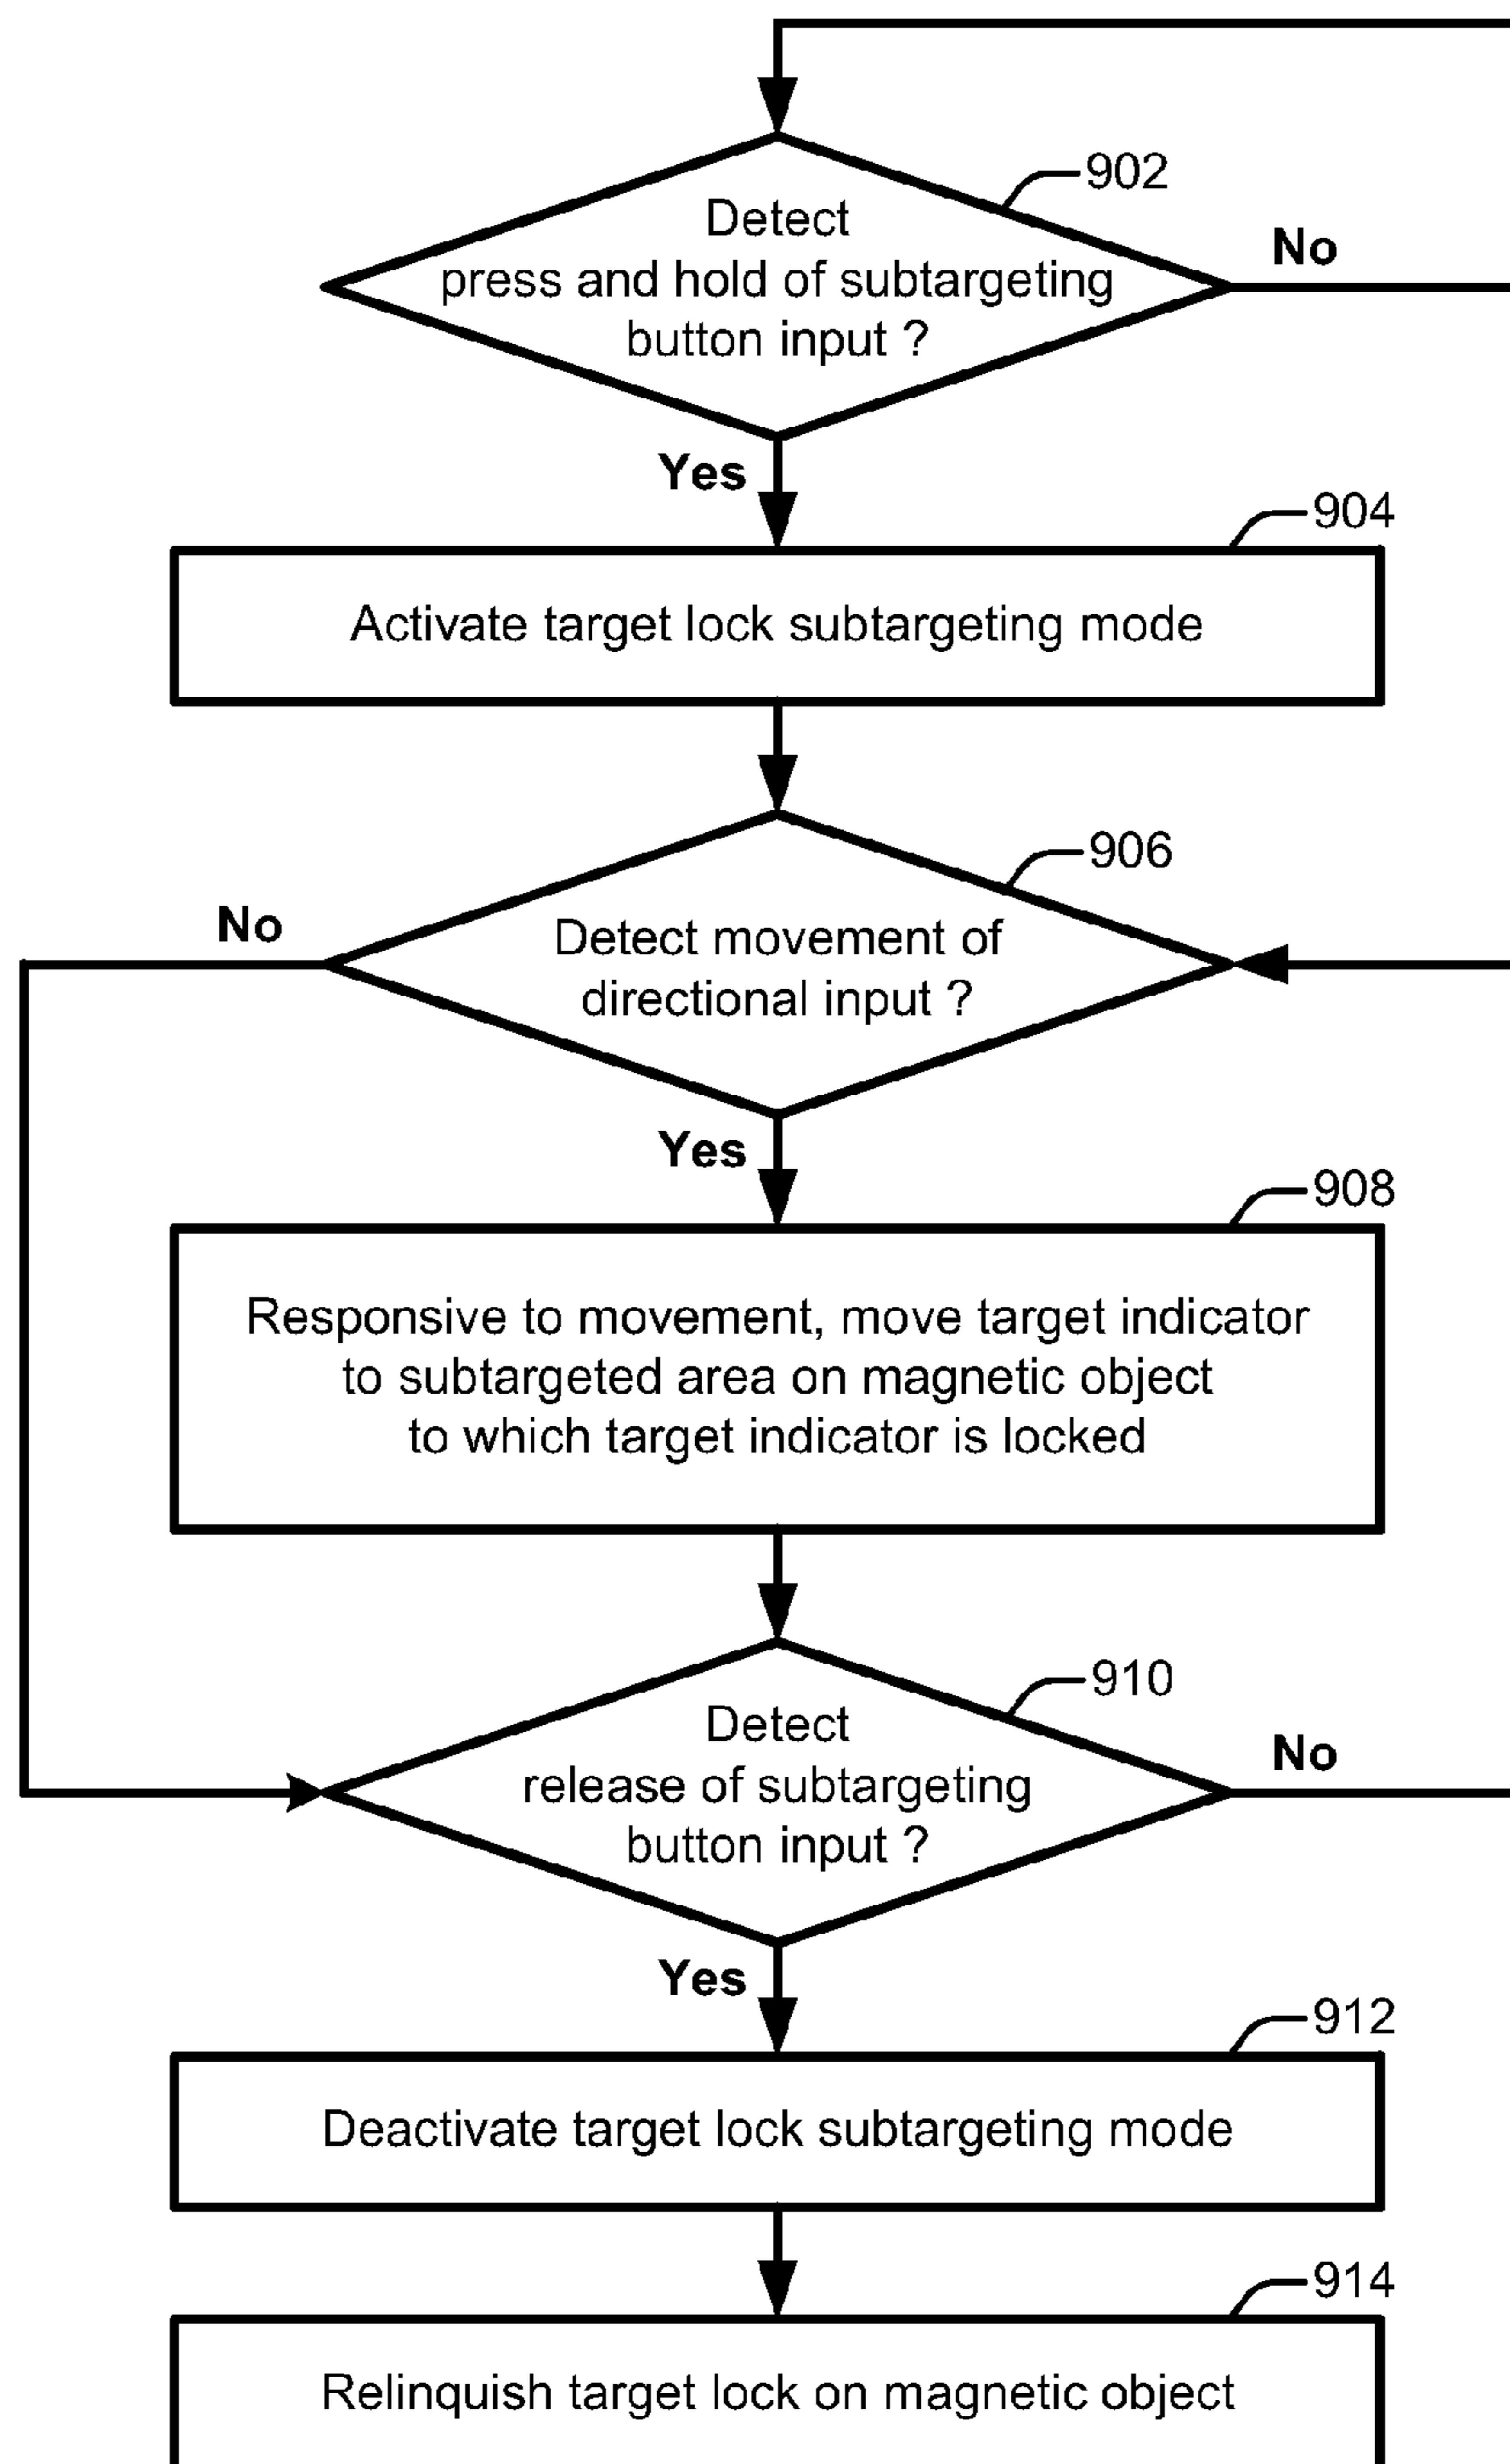 902
Detect
press and hold of subtargeting
button input ?
No
Yes
904
Activate target lock subtargeting mode
906
No
Detect movement of
directional input ?
Yes
908
Responsive to movement, move target indicator
to subtargeted area on magnetic object
to which target indicator is locked
910
Detect
release of subtargeting
button input ?
No
Yes
912
Deactivate target lock subtargeting mode
914
Relinquish target lock on magnetic object